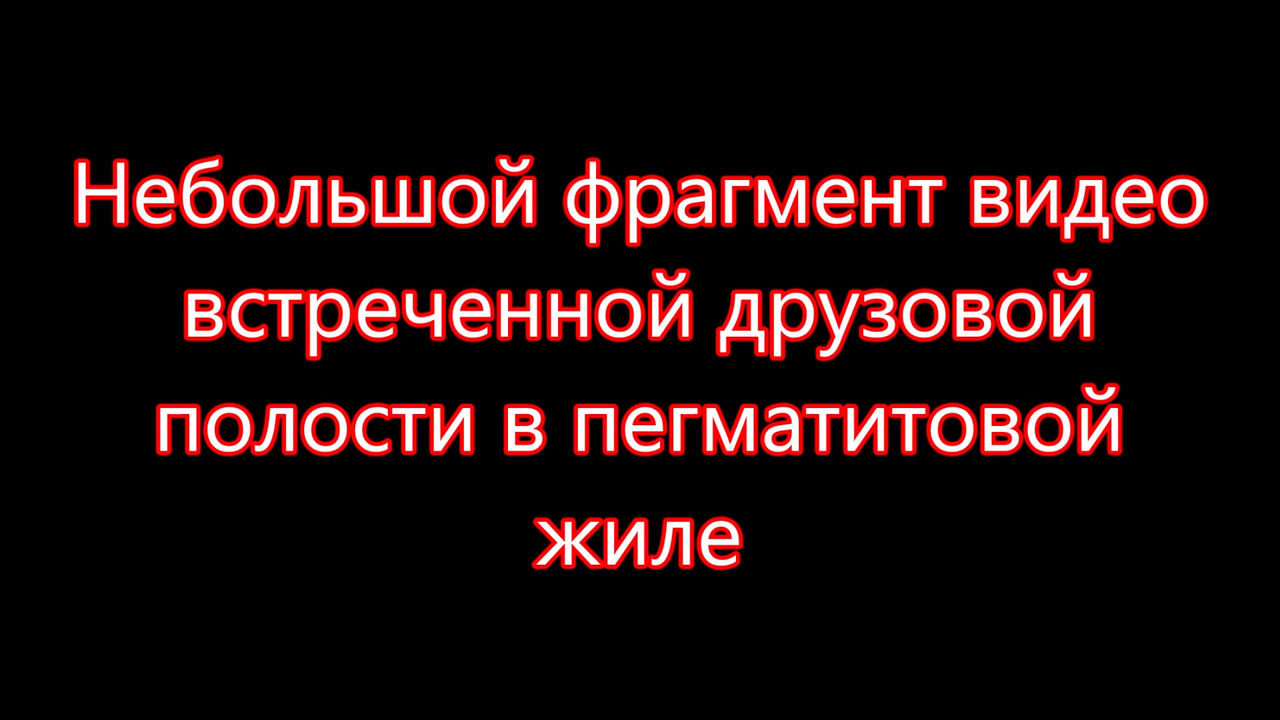 Небольшой фрагмент видео
встреченной друзовой
полости в пегматитовой
жиле